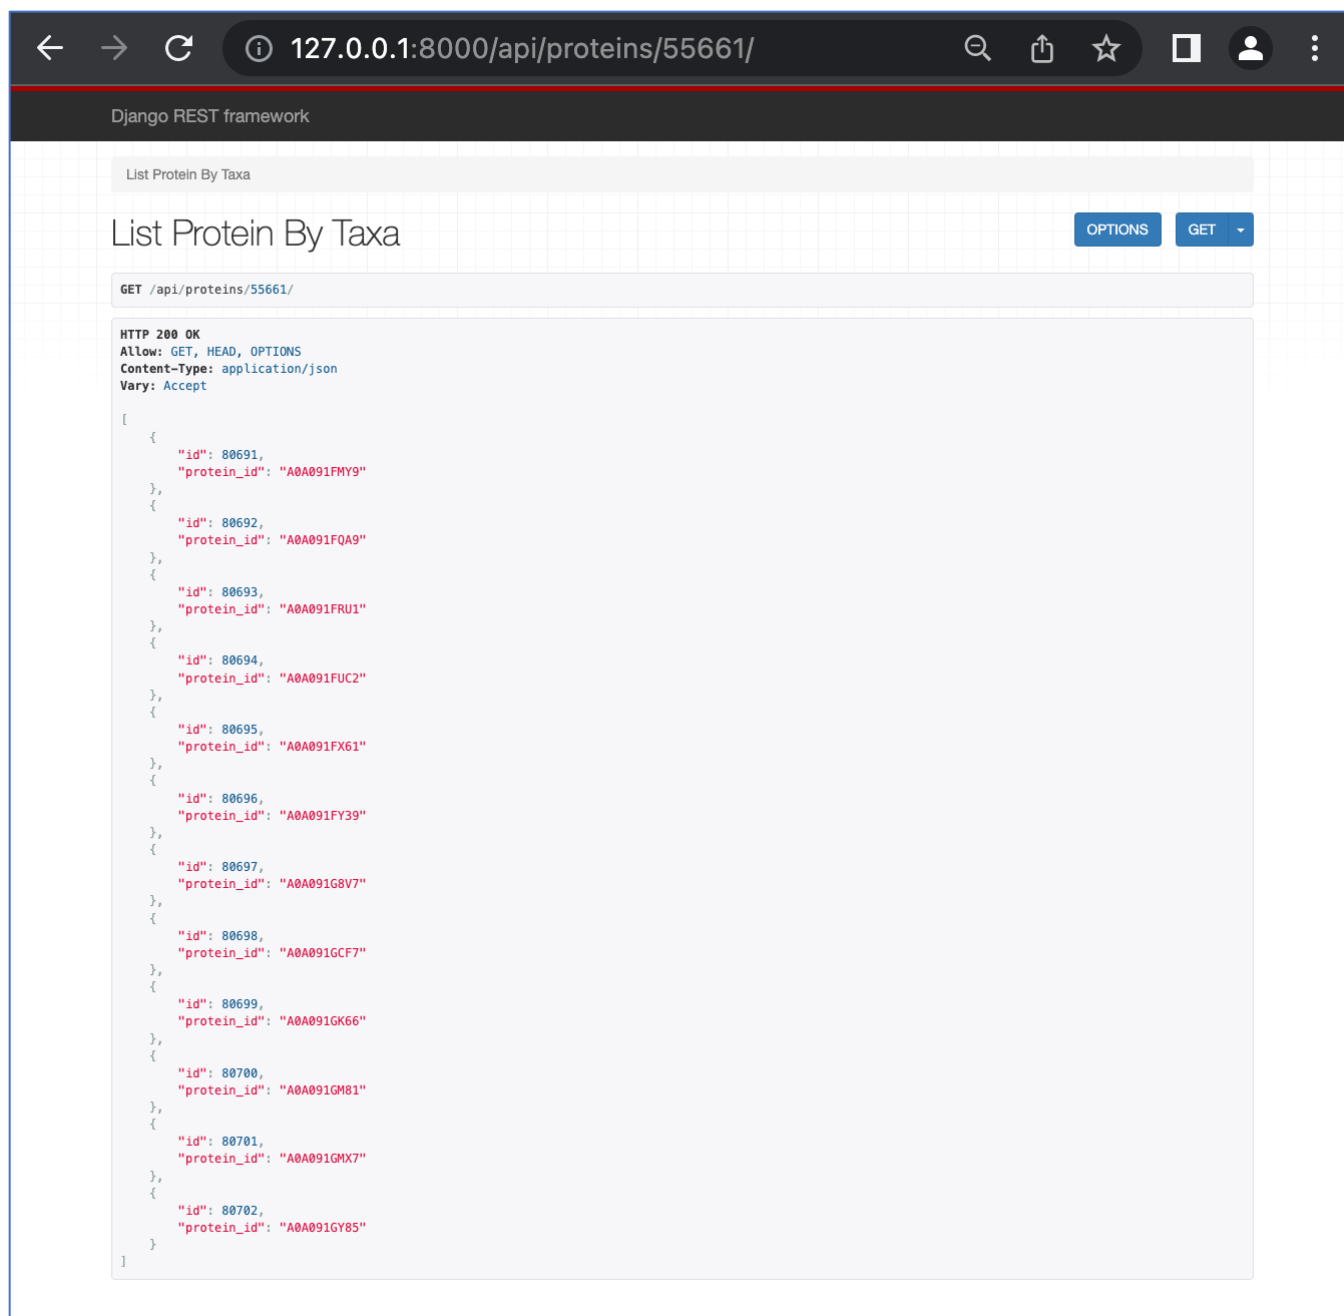 127.0.0.1:8000/api/proteins/55661/
Django REST framework
List Protein By Taxa
List Protein By Taxa
OPTIONS
GET
GET /api/proteins/55661/
HTTP 200 OK
Allow: GET, HEAD, OPTIONS
Content-Type: application/json
Vary: Accept
[
{
"id": 80691,
"protein_id": "A0A091FMY9"
},
{
"id": 80692,
"protein_id": "A0A091FQA9"
},
{
"id": 80693,
"protein_id": "A0A091FRU1"
},
{
"id": 80694,
"protein_id": "A0A091FUC2"
},
{
"id": 80695,
"protein_id": "A0A091FX61"
},
{
"id": 80696,
"protein_id": "A0A091FY39"
},
{
"id": 80697,
"protein_id": "A0A091G8V7"
},
{
"id": 80698,
"protein_id": "A0A091GCF7"
},
{
"id": 80699,
"protein_id": "A0A091GK66"
},
{
"id": 80700,
"protein_id": "A0A091GM81"
},
{
"id": 80701,
"protein_id": "A0A091GMX7"
},
{
"id": 80702,
"protein_id": "A0A091GY85"
}
]